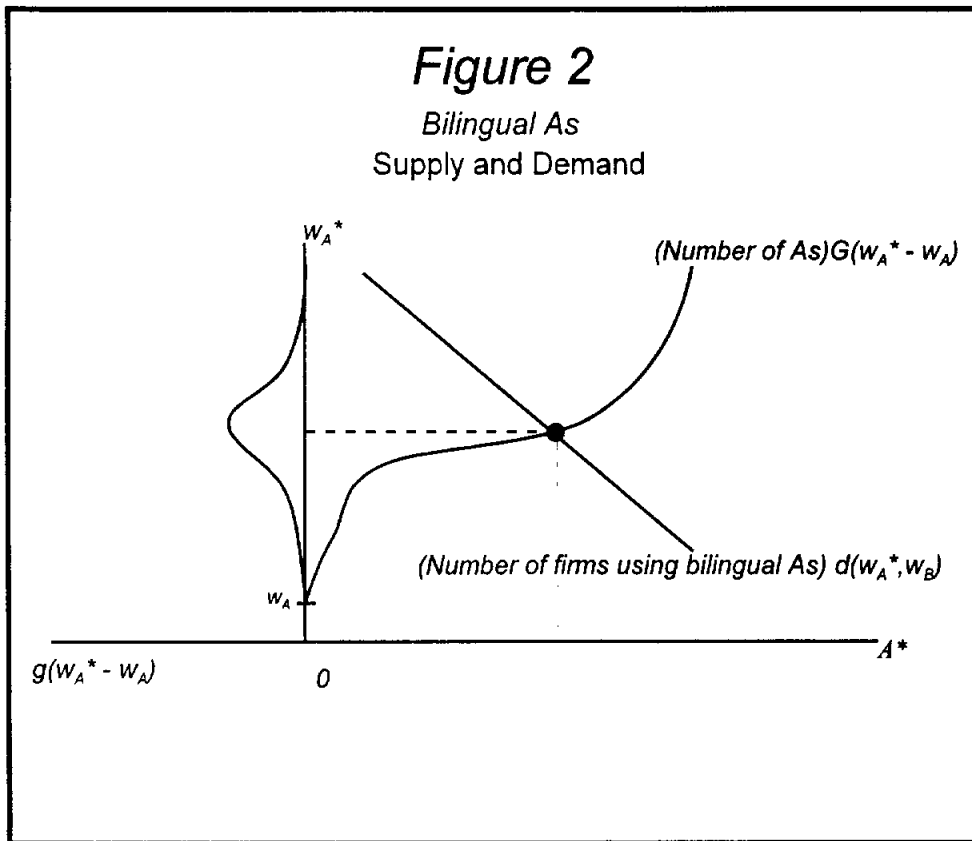 Figure 2
Bilingual As
Supply and Demand
w_A*
(Number of As)G(w_A* - w_A)
(Number of firms using bilingual As) d(w_A*,w_B)
w_A
A*
g(w_A* - w_A)
0